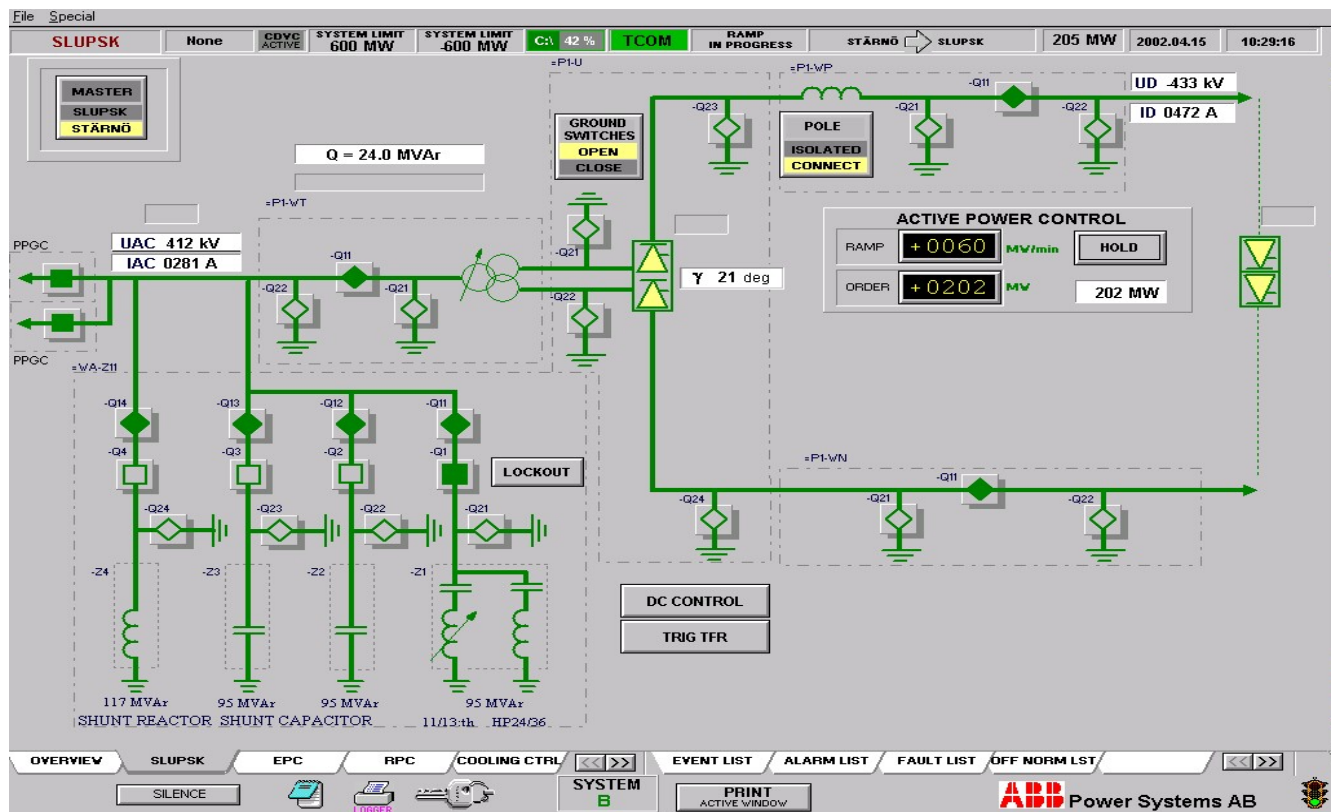 File Special
SLUPSK
None
CDVC
ACTIVE
SYSTEM LIMIT
600 MW
SYSTEM LIMIT
-600 MW
C:\ 42 %
TCOM
RAMP
IN PROGRESS
STÄRNÖ SLUPSK
205 MW
2002.04.15
10:29:16
=P1-U
=P1-WP
MASTER
SLUPSK
STÄRNÖ
GROUND
SWITCHES
OPEN
CLOSE
-Q23
POLE
ISOLATED
CONNECT
-Q21
-Q11
-Q22
UD -433 kV
ID 0472 A
Q = 24.0 MVAr
=P1-WT
PPGC
UAC 412 kV
IAC 0281 A
-Q22
-Q11
-Q21
-Q21
-Q22
γ 21 deg
ACTIVE POWER CONTROL
RAMP +0060 MW/min HOLD
ORDER +0202 MW 202 MW
PPGC
=WA-Z11
-Q14
-Q13
-Q12
-Q11
-Q4
-Q3
-Q2
-Q1
LOCKOUT
-Q24
-Q23
-Q22
-Q21
=P1-WN
-Q24
-Q21
-Q11
-Q22
-Z4
-Z3
-Z2
-Z1
DC CONTROL
TRIG TFR
117 MVAr 95 MVAr 95 MVAr 95 MVAr
SHUNT REACTOR SHUNT CAPACITOR 11/13:th HP24/36
OVERVIEW SLUPSK EPC RPC COOLING CTRL << >> EVENT LIST ALARM LIST FAULT LIST OFF NORM LST << >>
SILENCE
LOGGER
SYSTEM
B
PRINT
ACTIVE WINDOW
ABB Power Systems AB